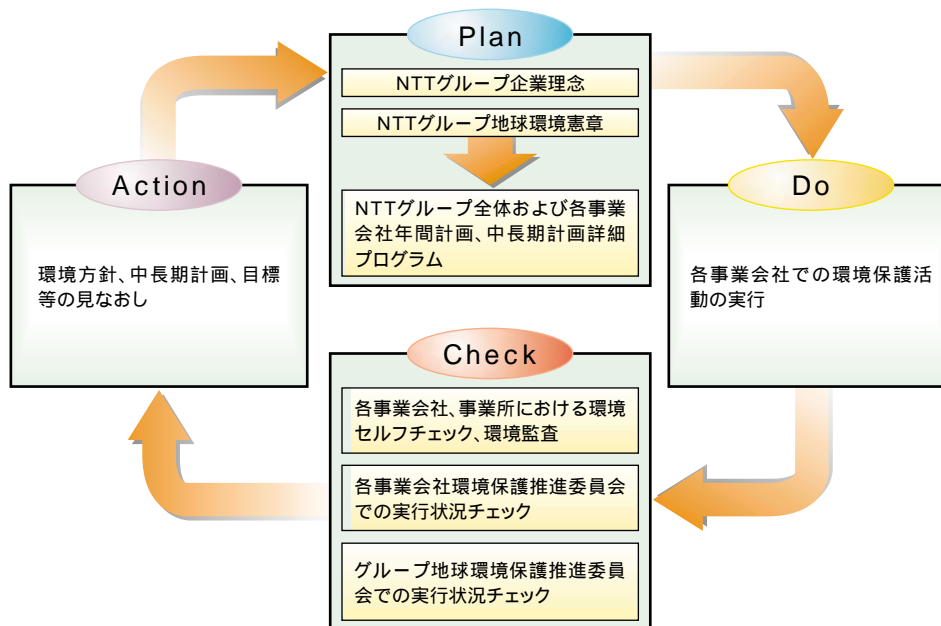 Plan
NTTグループ企業理念
NTTグループ地球環境憲章
NTTグループ全体および各事業
会社年間計画、中長期計画詳細
プログラム
Do
各事業会社での環境保護活
動の実行
Check
各事業会社、事業所における環境
セルフチェック、環境監査
各事業会社環境保護推進委員会
での実行状況チェック
グループ地球環境保護推進委員
会での実行状況チェック
Action
環境方針、中長期計画、目標
等の見なおし